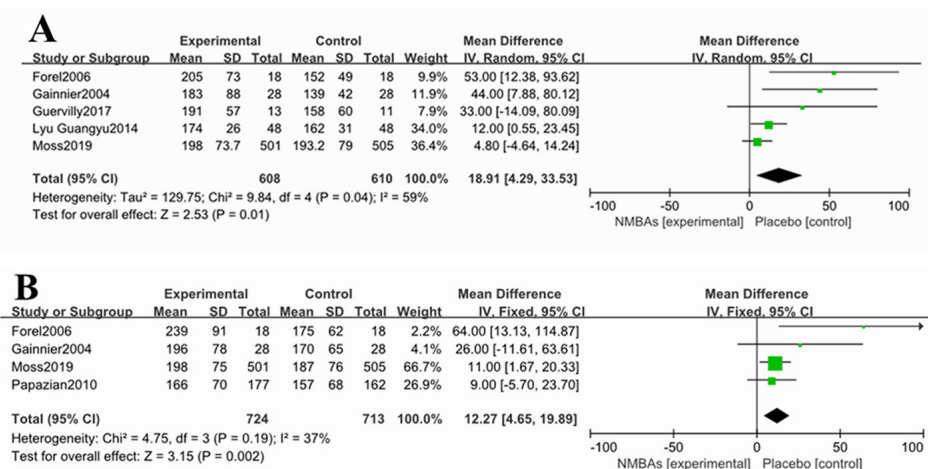 A
Experimental Control Mean Difference Mean Difference
Study or Subgroup Mean SD Total Mean SD Total Weight IV, Random, 95% CI IV, Random, 95% CI
Forel2006 205 73 18 152 49 18 9.9% 53.00 [12.38, 93.62]
Gainnier2004 183 88 28 139 42 28 11.9% 44.00 [7.88, 80.12]
Guervilly2017 191 57 13 158 60 11 7.9% 33.00 [-14.09, 80.09]
Lyu Guangyu2014 174 26 48 162 31 48 34.0% 12.00 [0.55, 23.45]
Moss2019 198 73.7 501 193.2 79 505 36.4% 4.80 [-4.64, 14.24]
Total (95% CI) 608 610 100.0% 18.91 [4.29, 33.53]
Heterogeneity: Tau² = 129.75; Chi² = 9.84, df = 4 (P = 0.04); I² = 59%
Test for overall effect: Z = 2.53 (P = 0.01)
-100 -50 0 50 100
NMBAs [experimental] Placebo [control]
B
Experimental Control Mean Difference Mean Difference
Study or Subgroup Mean SD Total Mean SD Total Weight IV, Fixed, 95% CI IV, Fixed, 95% CI
Forel2006 239 91 18 175 62 18 2.2% 64.00 [13.13, 114.87]
Gainnier2004 196 78 28 170 65 28 4.1% 26.00 [-11.61, 63.61]
Moss2019 198 75 501 187 76 505 66.7% 11.00 [1.67, 20.33]
Papazian2010 166 70 177 157 68 162 26.9% 9.00 [-5.70, 23.70]
Total (95% CI) 724 713 100.0% 12.27 [4.65, 19.89]
Heterogeneity: Chi² = 4.75, df = 3 (P = 0.19); I² = 37%
Test for overall effect: Z = 3.15 (P = 0.002)
-100 -50 0 50 100
NMBAs [experimental] Placebo [control]